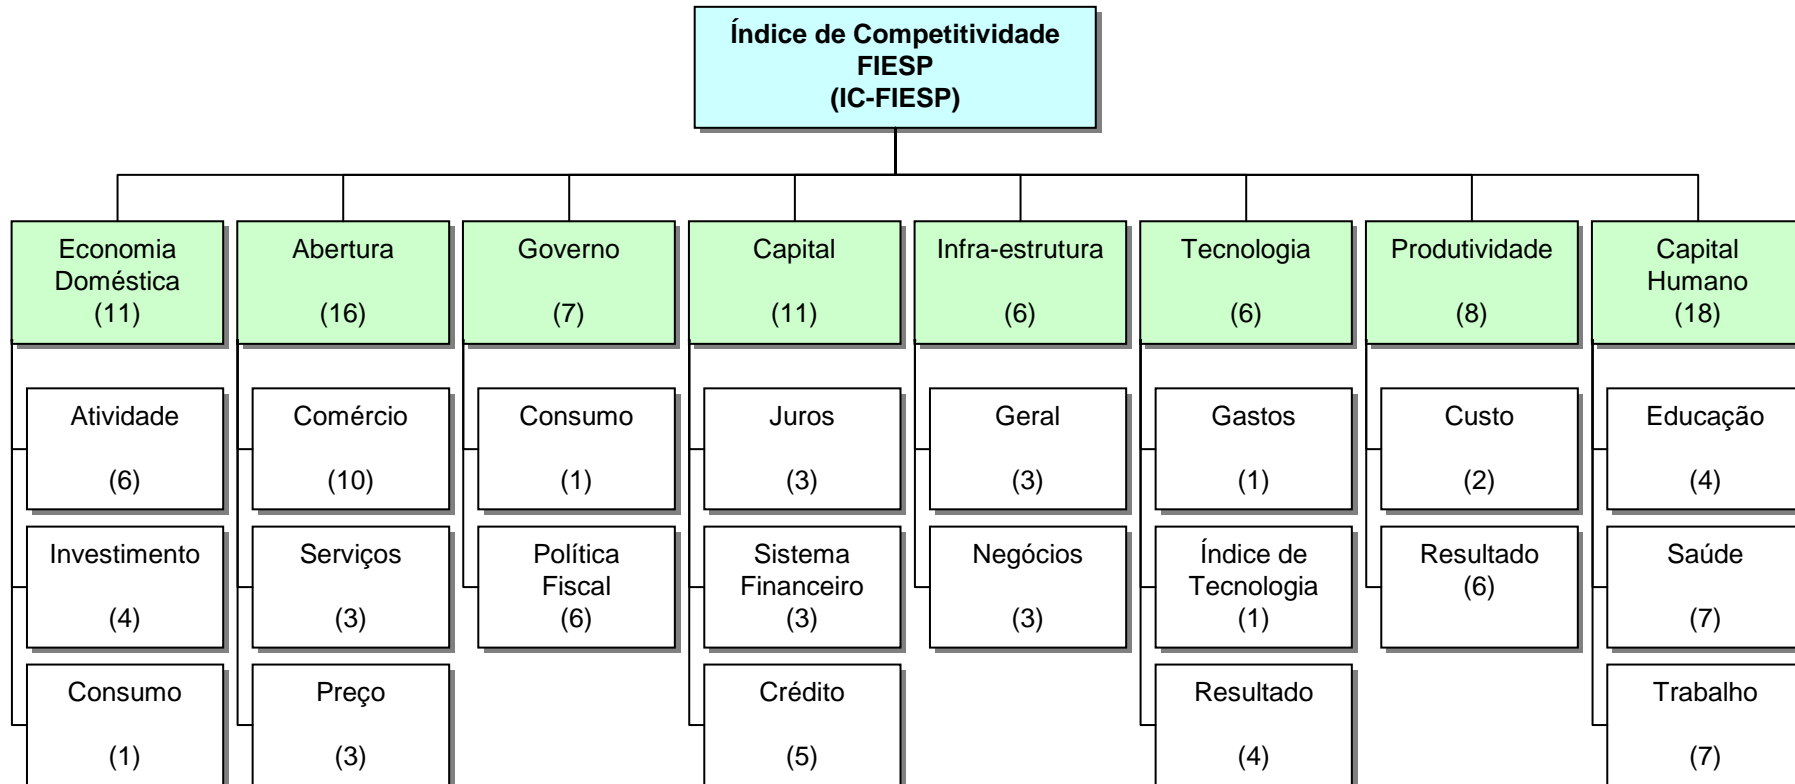 Índice de Competitividade
FIESP
(IC-FIESP)
Economia
Doméstica
(11)
Abertura
(16)
Governo
(7)
Capital
(11)
Infra-estrutura
(6)
Tecnologia
(6)
Produtividade
(8)
Capital
Humano
(18)
Atividade
(6)
Investimento
(4)
Consumo
(1)
Comércio
(10)
Serviços
(3)
Preço
(3)
Consumo
(1)
Política
Fiscal
(6)
Juros
(3)
Sistema
Financeiro
(3)
Crédito
(5)
Geral
(3)
Negócios
(3)
Gastos
(1)
Índice de
Tecnologia
(1)
Resultado
(4)
Custo
(2)
Resultado
(6)
Educação
(4)
Saúde
(7)
Trabalho
(7)